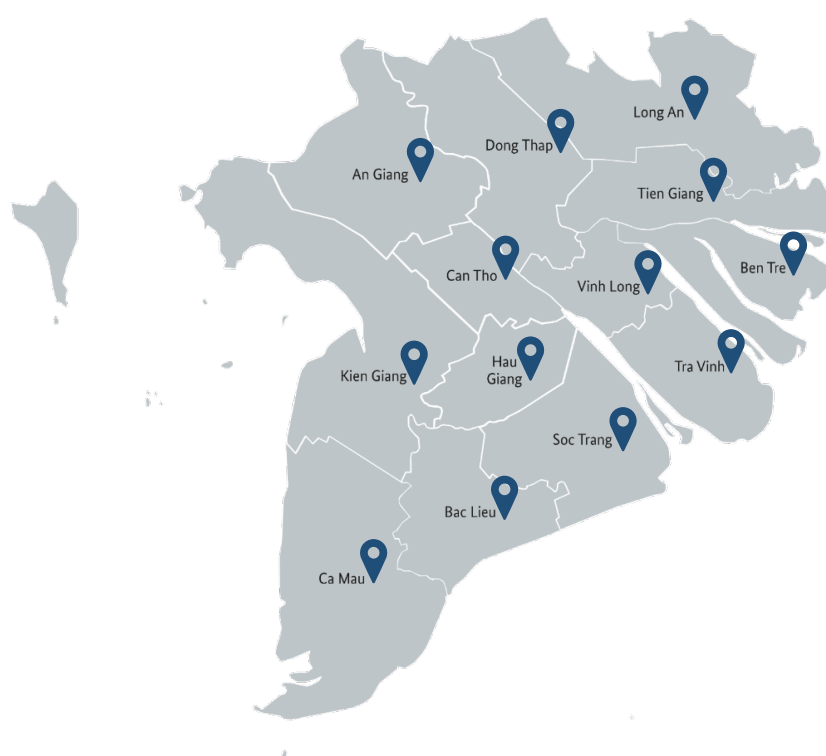 Long An
Dong Thap
An Giang
Tien Giang
Ben Tre
Can Tho
Vinh Long
Tra Vinh
Hau
Giang
Kien Giang
Soc Trang
Bac Lieu
Ca Mau